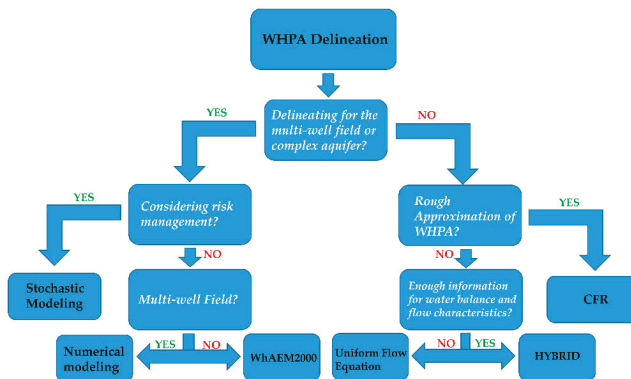 WHPA Delineation
YES
Delineating for the
multi-well field or
complex aquifer?
NO
YES
Considering risk
management?
Rough
Approximation of
WHPA?
YES
NO
NO
Stochastic
Modeling
Multi-well Field?
Enough information
for water balance and
flow characteristics?
CFR
Numerical
modeling
YES
NO
WhAEM2000
Uniform Flow
Equation
NO
YES
HYBRID